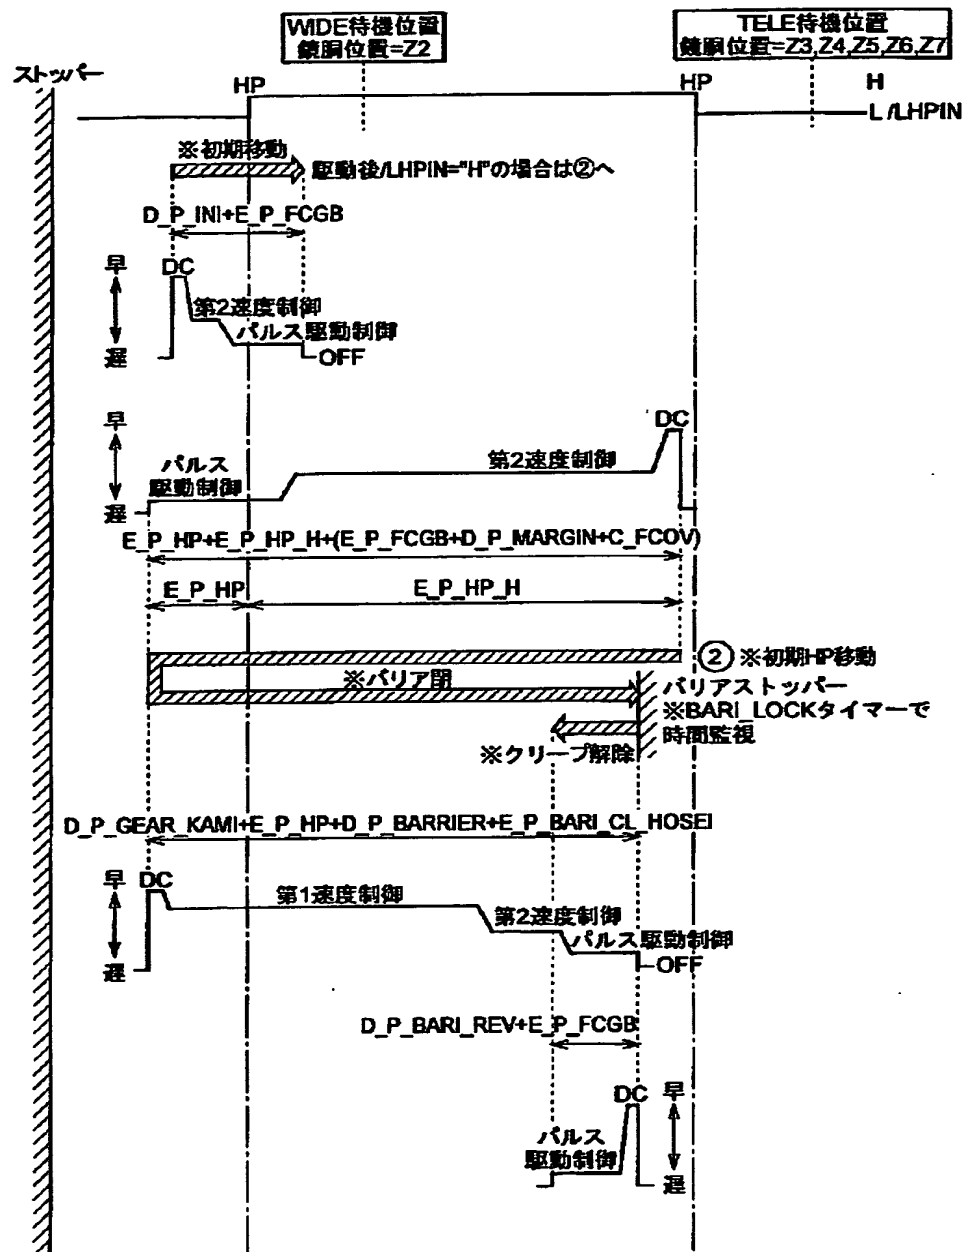 WIDE待機位置
鏡胴位置=Z2
TELE待機位置
鏡胴位置=Z3,Z4,Z5,Z6,Z7
ストッパー
HP
HP
H
L /LHPIN
※初期移動
駆動後/LHPIN="H"の場合は②へ
D_P_INI+E_P_FCGB
早
DC
第2速度制御
パルス駆動制御
遅
OFF
早
DC
パルス
駆動制御
第2速度制御
遅
E_P_HP+E_P_HP_H+(E_P_FCGB+D_P_MARGIN+C_FCOV)
E_P_HP
E_P_HP_H
② ※初期HP移動
※バリア閉
バリアストッパー
※BARI_LOCKタイマーで
時間監視
※クリープ解除
D_P_GEAR_KAMI+E_P_HP+D_P_BARRIER+E_P_BARI_CL_HOSEI
早
DC
第1速度制御
第2速度制御
パルス駆動制御
遅
OFF
D_P_BARI_REV+E_P_FCGB
DC
早
パルス
駆動制御
遅